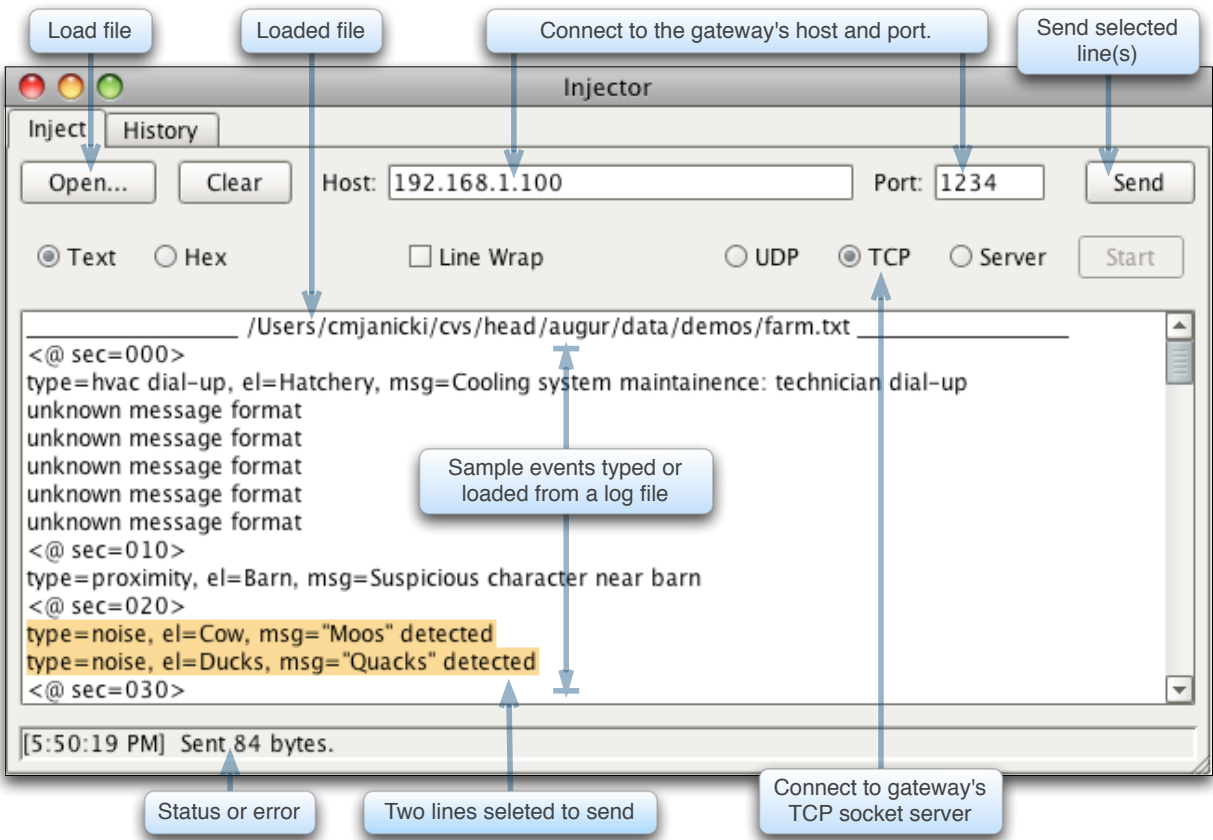 Load file
Loaded file
Connect to the gateway's host and port.
Send selected
line(s)
Injector
Inject
History
Open...
Clear
Host:
192.168.1.100
Port:
1234
Send
Text
Hex
Line Wrap
UDP
TCP
Server
Start
/Users/cmjanicki/cvs/head/augur/data/demos/farm.txt
<@ sec=000>
type=hvac dial-up, el=Hatchery, msg=Cooling system maintainence: technician dial-up
unknown message format
unknown message format
unknown message format
unknown message format
unknown message format
<@ sec=010>
type=proximity, el=Barn, msg=Suspicious character near barn
<@ sec=020>
type=noise, el=Cow, msg="Moos" detected
type=noise, el=Ducks, msg="Quacks" detected
<@ sec=030>
Sample events typed or
loaded from a log file
[5:50:19 PM] Sent 84 bytes.
Status or error
Two lines seleted to send
Connect to gateway's
TCP socket server